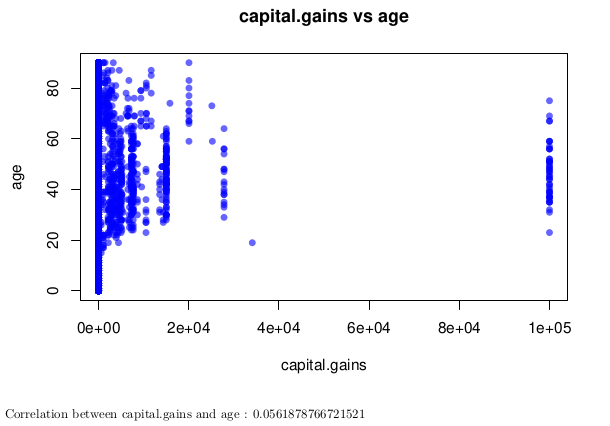 capital.gains vs age
80
60
40
20
0
age
0e+00 2e+04 4e+04 6e+04 8e+04 1e+05
capital.gains
Correlation between capital.gains and age : 0.0561878766721521